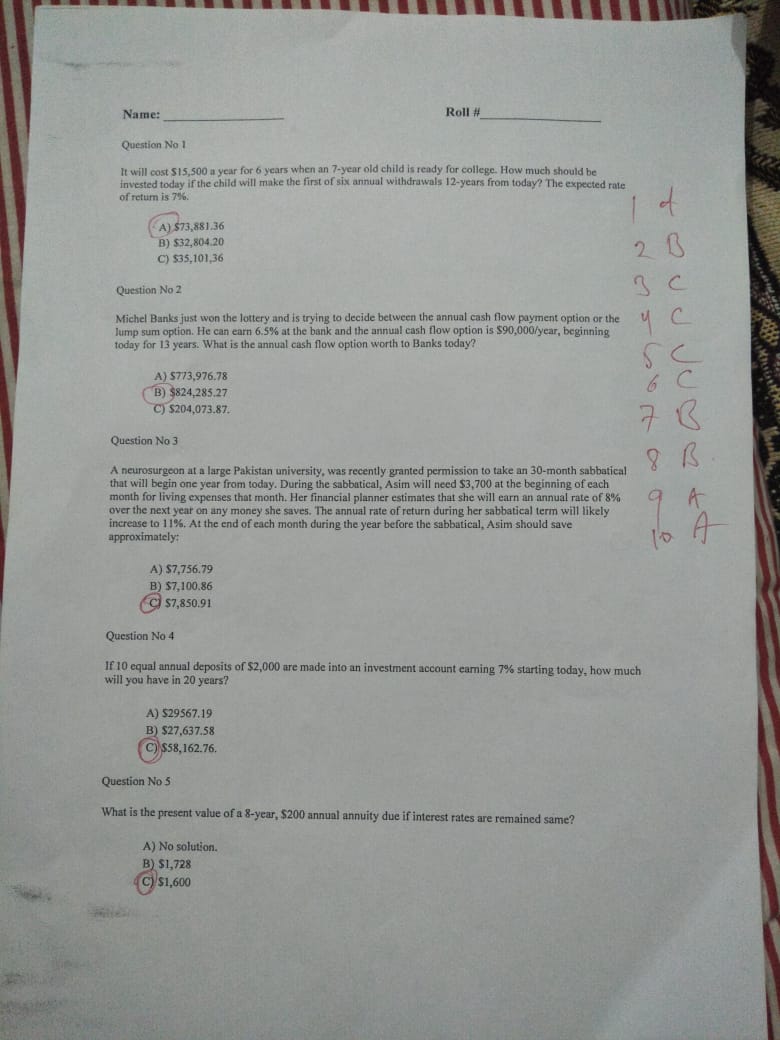 Name: ____________ Roll # ____________
Question No 1
It will cost $15,500 a year for 6 years when an 7-year old child is ready for college. How much should be
invested today if the child will make the first of six annual withdrawals 12-years from today? The expected rate
of return is 7%.
A) $73,881.36
B) $32,804.20
C) $35,101,36
Question No 2
Michel Banks just won the lottery and is trying to decide between the annual cash flow payment option or the
lump sum option. He can earn 6.5% at the bank and the annual cash flow option is $90,000/year, beginning
today for 13 years. What is the annual cash flow option worth to Banks today?
A) $773,976.78
B) $824,285.27
C) $204,073.87.
Question No 3
A neurosurgeon at a large Pakistan university, was recently granted permission to take an 30-month sabbatical
that will begin one year from today. During the sabbatical, Asim will need $3,700 at the beginning of each
month for living expenses that month. Her financial planner estimates that she will earn an annual rate of 8%
over the next year on any money she saves. The annual rate of return during her sabbatical term will likely
increase to 11%. At the end of each month during the year before the sabbatical, Asim should save
approximately:
A) $7,756.79
B) $7,100.86
C) $7,850.91
Question No 4
If 10 equal annual deposits of $2,000 are made into an investment account earning 7% starting today, how much
will you have in 20 years?
A) $29567.19
B) $27,637.58
C) $58,162.76.
Question No 5
What is the present value of a 8-year, $200 annual annuity due if interest rates are remained same?
A) No solution.
B) $1,728
C) $1,600
1
2 B
3 C
4 C
5 C
6 C
7 B
8 B
9 A
10 A